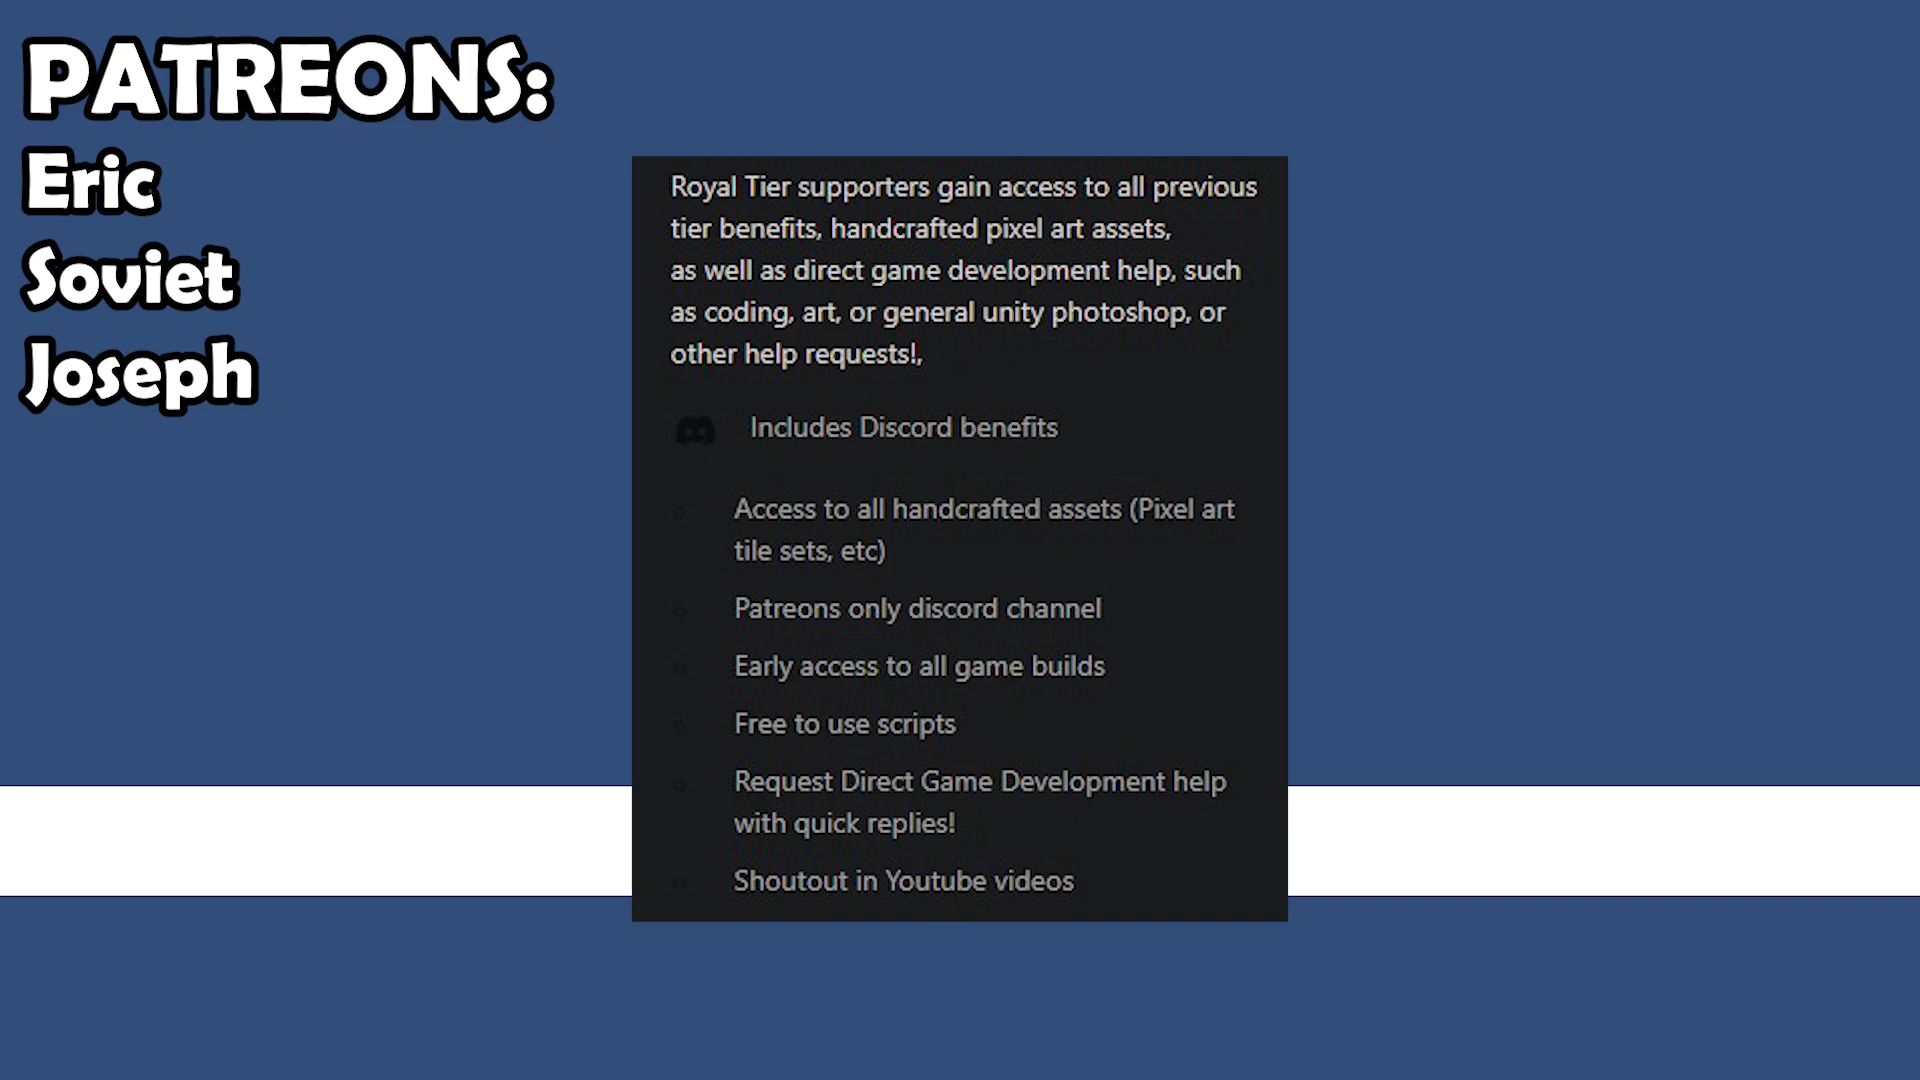 PATREONS:
Eric
Soviet
Joseph
Royal Tier supporters gain access to all previous
tier benefits, handcrafted pixel art assets,
as well as direct game development help, such
as coding, art, or general unity photoshop, or
other help requests!,
Includes Discord benefits
Access to all handcrafted assets (Pixel art
tile sets, etc)
Patreons only discord channel
Early access to all game builds
Free to use scripts
Request Direct Game Development help
with quick replies!
Shoutout in Youtube videos